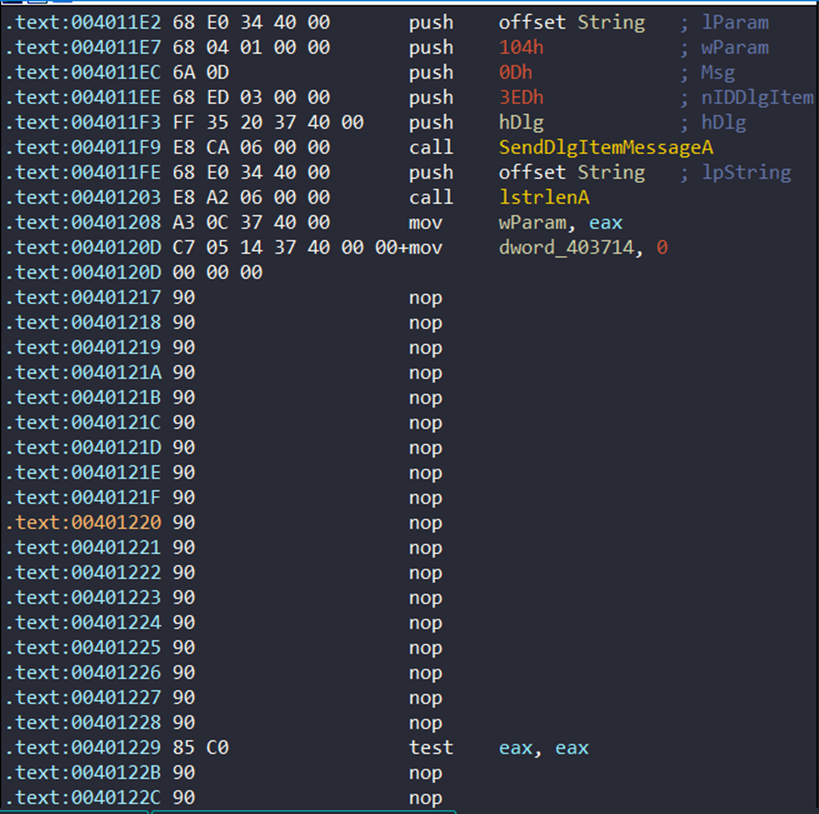 .text:004011E2 68 E0 34 40 00 push offset String ; lParam
.text:004011E7 68 04 01 00 00 push 104h ; wParam
.text:004011EC 6A 0D push 0Dh ; Msg
.text:004011EE 68 ED 03 00 00 push 3EDh ; nIDDlgItem
.text:004011F3 FF 35 20 37 40 00 push hDlg ; hDlg
.text:004011F9 E8 CA 06 00 00 call SendDlgItemMessageA
.text:004011FE 68 E0 34 40 00 push offset String ; lpString
.text:00401203 E8 A2 06 00 00 call lstrlenA
.text:00401208 A3 0C 37 40 00 mov wParam, eax
.text:0040120D C7 05 14 37 40 00 00+mov dword_403714, 0
.text:0040120D 00 00 00
.text:00401217 90 nop
.text:00401218 90 nop
.text:00401219 90 nop
.text:0040121A 90 nop
.text:0040121B 90 nop
.text:0040121C 90 nop
.text:0040121D 90 nop
.text:0040121E 90 nop
.text:0040121F 90 nop
.text:00401220 90 nop
.text:00401221 90 nop
.text:00401222 90 nop
.text:00401223 90 nop
.text:00401224 90 nop
.text:00401225 90 nop
.text:00401226 90 nop
.text:00401227 90 nop
.text:00401228 90 nop
.text:00401229 85 C0 test eax, eax
.text:0040122B 90 nop
.text:0040122C 90 nop